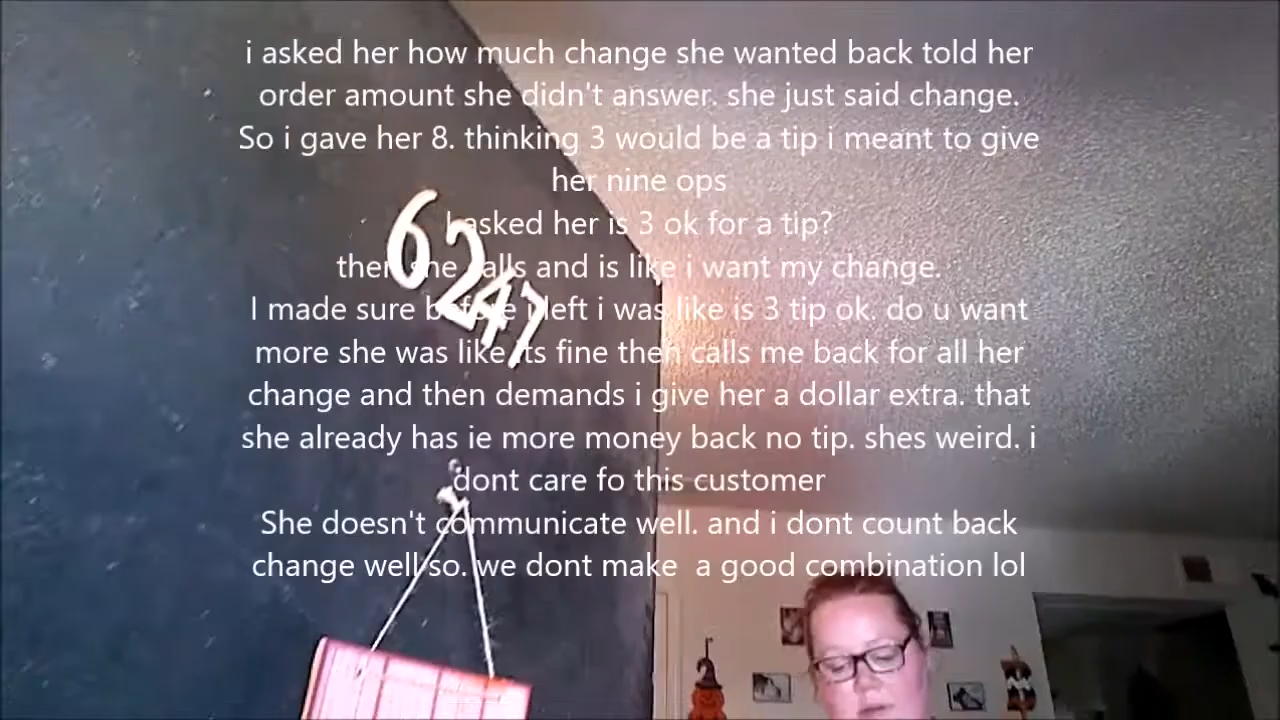 i asked her how much change she wanted back told her
order amount she didn't answer. she just said change.
So i gave her 8. thinking 3 would be a tip i meant to give
her nine ops
I asked her is 3 ok for a tip?
then she calls and is like i want my change.
6247
I made sure before i left i was like is 3 tip ok. do u want
more she was like its fine then calls me back for all her
change and then demands i give her a dollar extra. that
she already has ie more money back no tip. shes weird. i
dont care fo this customer
She doesn't communicate well. and i dont count back
change well so. we dont make  a good combination lol